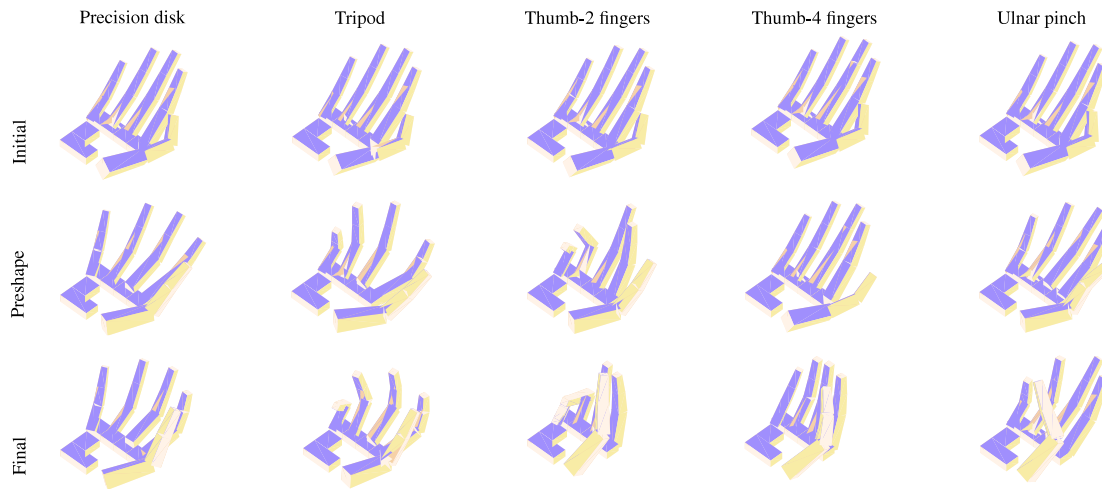 Precision disk Tripod Thumb-2 fingers Thumb-4 fingers Ulnar pinch
Initial
Preshape
Final